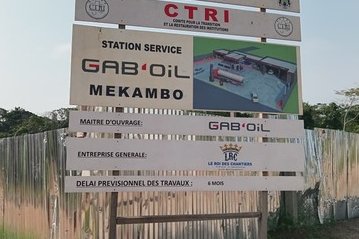 CTRI
COMITE POUR LA TRANSITION
ET LA RESTAURATION DES INSTITUTIONS
STATION SERVICE
GAB'OIL
MEKAMBO
MAITRE D'OUVRAGE:
GAB'OIL
ENTREPRISE GENERALE:
LRC
LE ROI DES CHANTIERS
DELAI PREVISIONNEL DES TRAVAUX : 6 MOIS